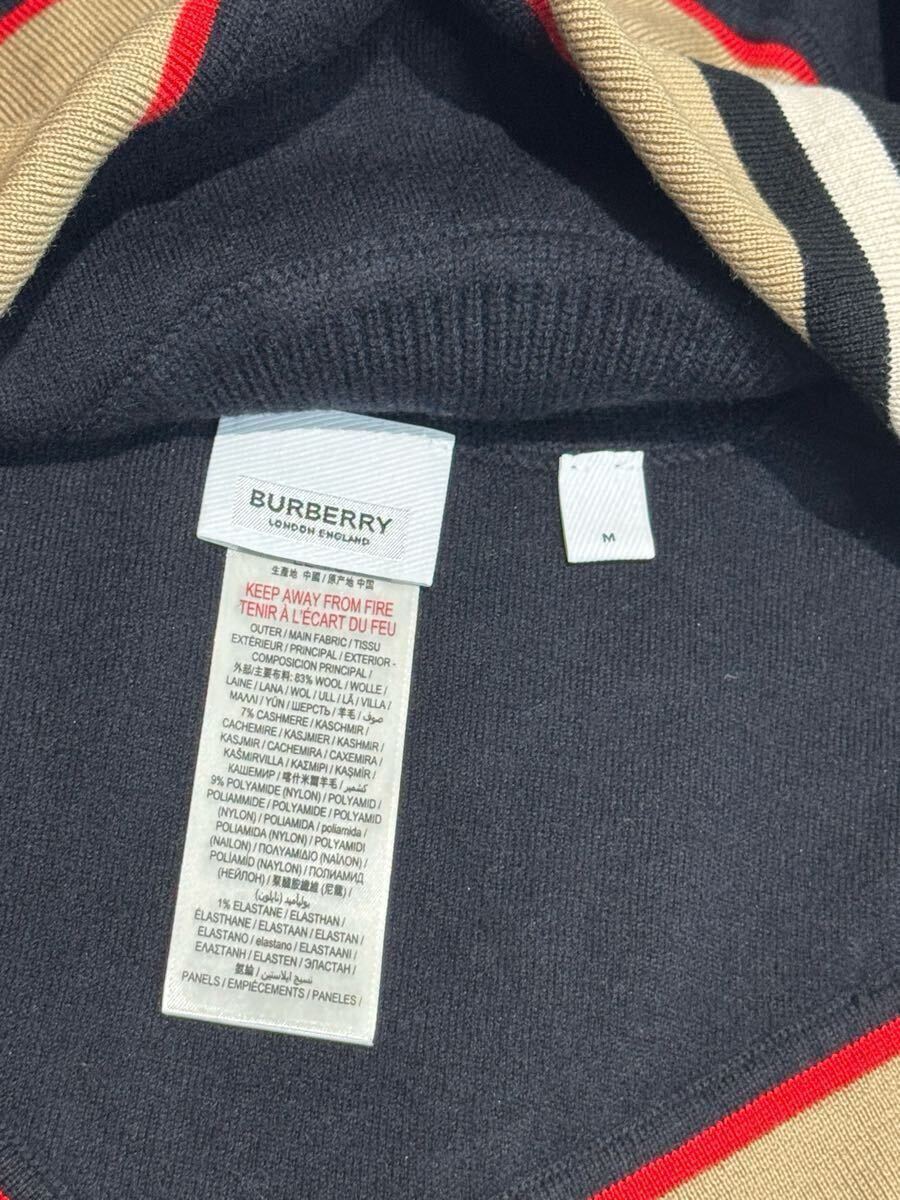 BURBERRY
LONDON ENGLAND
M
生產地 中國 / 原产地 中国
KEEP AWAY FROM FIRE
TENIR À L'ÉCART DU FEU
OUTER / MAIN FABRIC / TISSU
EXTÉRIEUR / PRINCIPAL / EXTERIOR -
COMPOSICION PRINCIPAL /
外部/主要布料: 83% WOOL / WOLLE /
LAINE / LANA / WOL / ULL / LÃ / VILLA /
ΜΑΛΛΙ / YÜN / ШЕРСТЬ / 羊毛 / صوف /
7% CASHMERE / KASCHMIR /
CACHEMIRE / KASJMIER / KASHMIR /
KASJMIR / CACHEMIRA / CAXEMIRA /
KAŠMIRVILLA / ΚΑΣΜΙΡΙ / KAŞMİR /
КАШЕМИР / 喀什米爾羊毛 / كشمير /
9% POLYAMIDE (NYLON) / POLYAMID /
POLIAMMIDE / POLYAMIDE / POLYAMID
(NYLON) / POLIAMIDA / poliamida /
POLIAMIDA (NYLON) / POLYAMIDI
(NAILON) / ΠΟΛΥΑΜΙΔΙΟ (ΝΑΪΛΟΝ) /
POLİAMİD (NAYLON) / ПОЛИАМИД
(НЕЙЛОН) / 聚醯胺纖維 (尼龍) /
بولياميد (نايلون) /
1% ELASTANE / ELASTHAN /
ÉLASTHANE / ELASTAAN / ELASTAN /
ELASTANO / elastano / ELASTAANI /
ΕΛΑΣΤΑΝΗ / ELASTEN / ЭЛАСТАН /
氨綸 / نسيج ايلاستين /
PANELS / EMPIÈCEMENTS / PANELES /